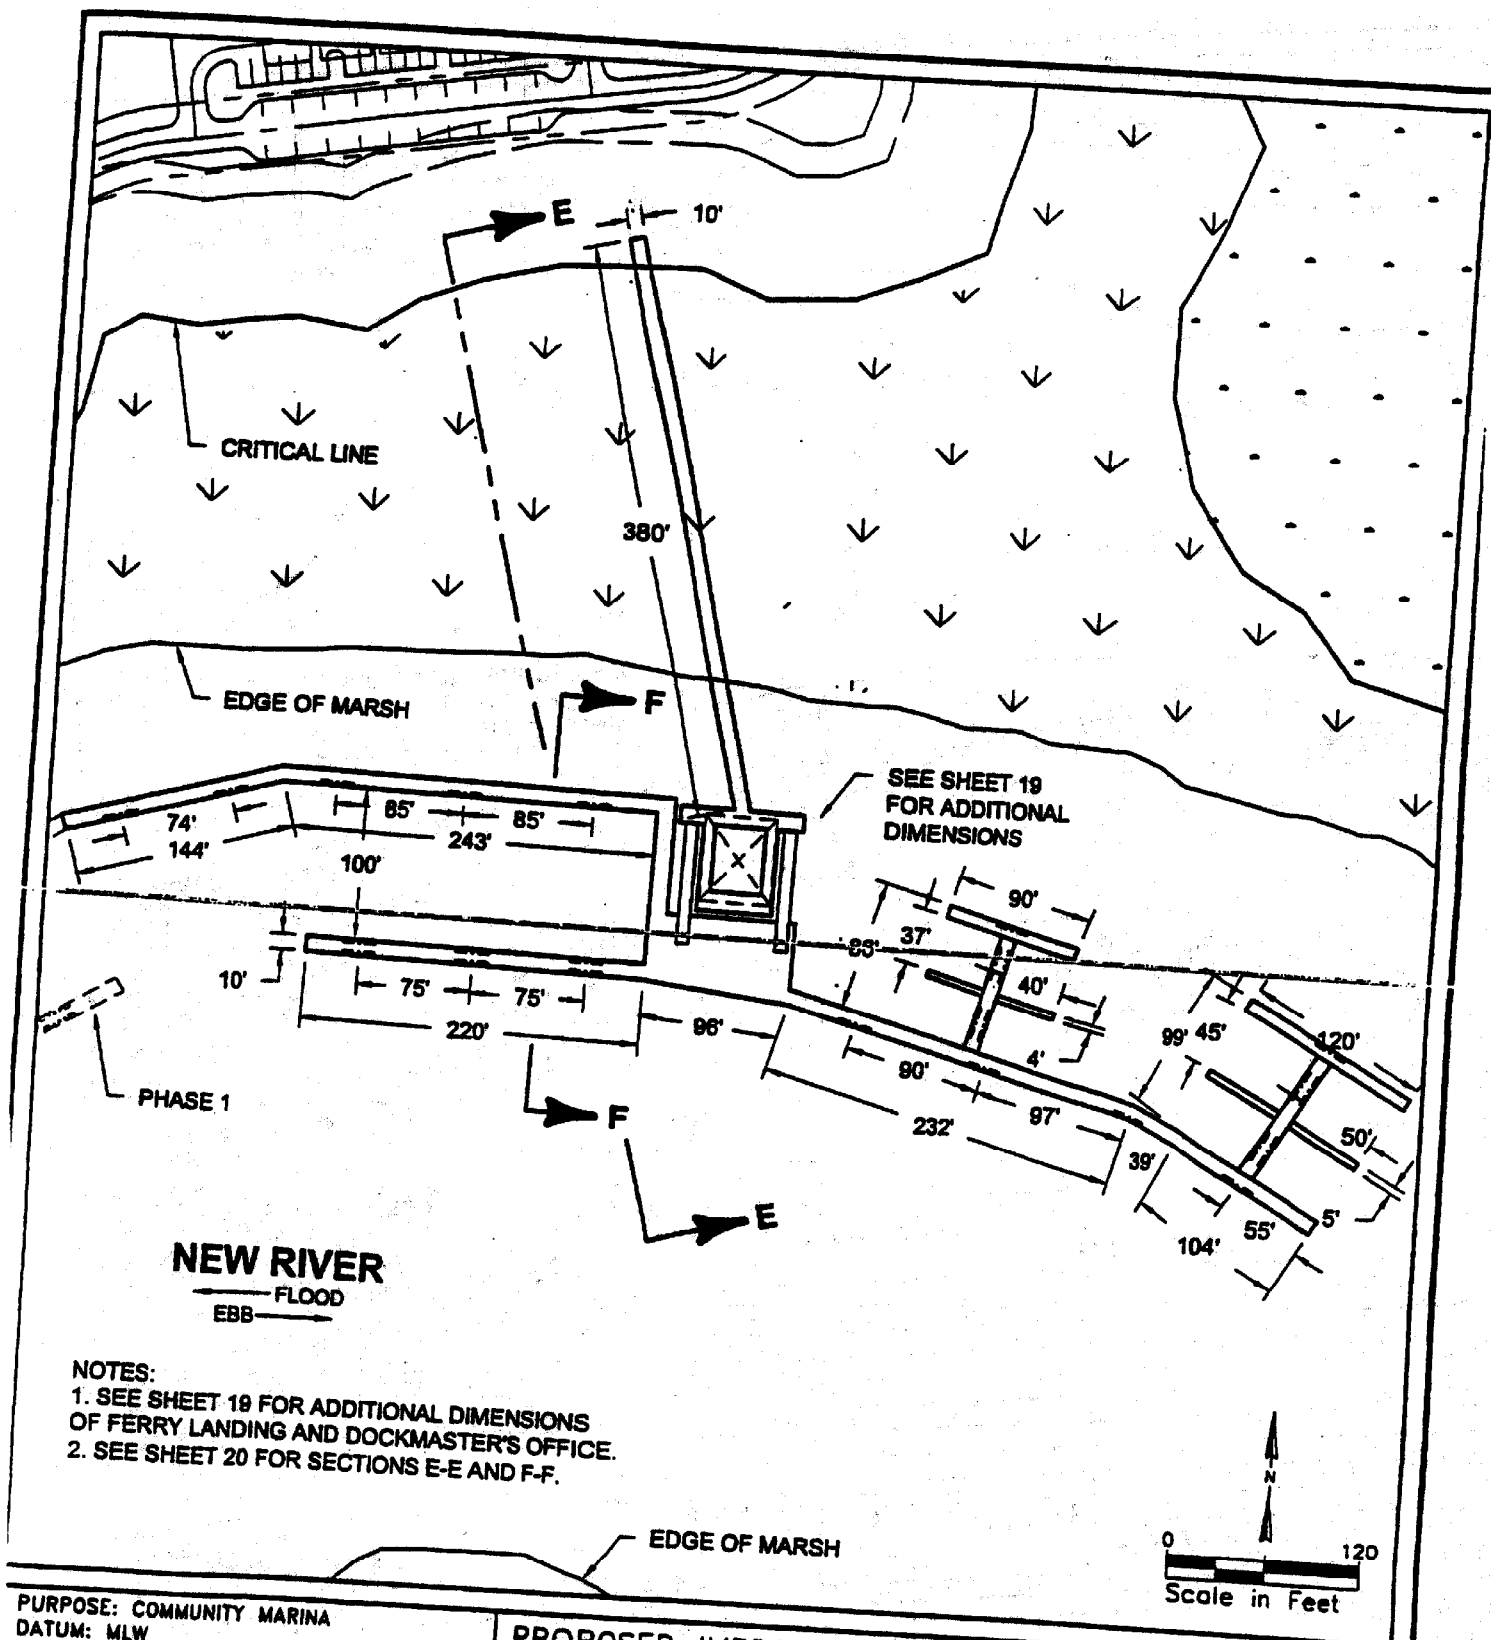 E
10'
CRITICAL LINE
380'
EDGE OF MARSH
F
SEE SHEET 19
FOR ADDITIONAL
DIMENSIONS
74'
144'
85'
85'
243'
100'
90'
37'
40'
4'
10'
75'
75'
220'
96'
90'
232'
97'
39'
99'
45'
120'
50'
5'
55'
104'
PHASE 1
F
E
NEW RIVER
FLOOD
EBB
NOTES:
1. SEE SHEET 19 FOR ADDITIONAL DIMENSIONS
OF FERRY LANDING AND DOCKMASTER'S OFFICE.
2. SEE SHEET 20 FOR SECTIONS E-E AND F-F.
N
0 120
Scale in Feet
EDGE OF MARSH
PURPOSE: COMMUNITY MARINA
DATUM: MLW
PROPOSED